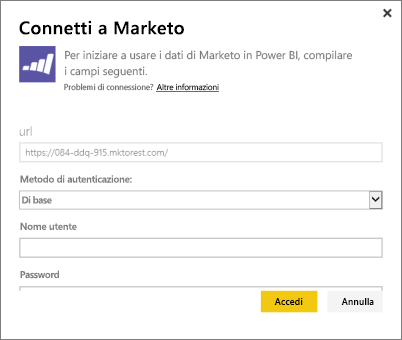 Connetti a Marketo
Per iniziare a usare i dati di Marketo in Power BI, compilare
i campi seguenti.
Problemi di connessione? Altre informazioni
url
https://084-ddq-915.mktorest.com/
Metodo di autenticazione:
Di base
Nome utente
Password
Accedi
Annulla